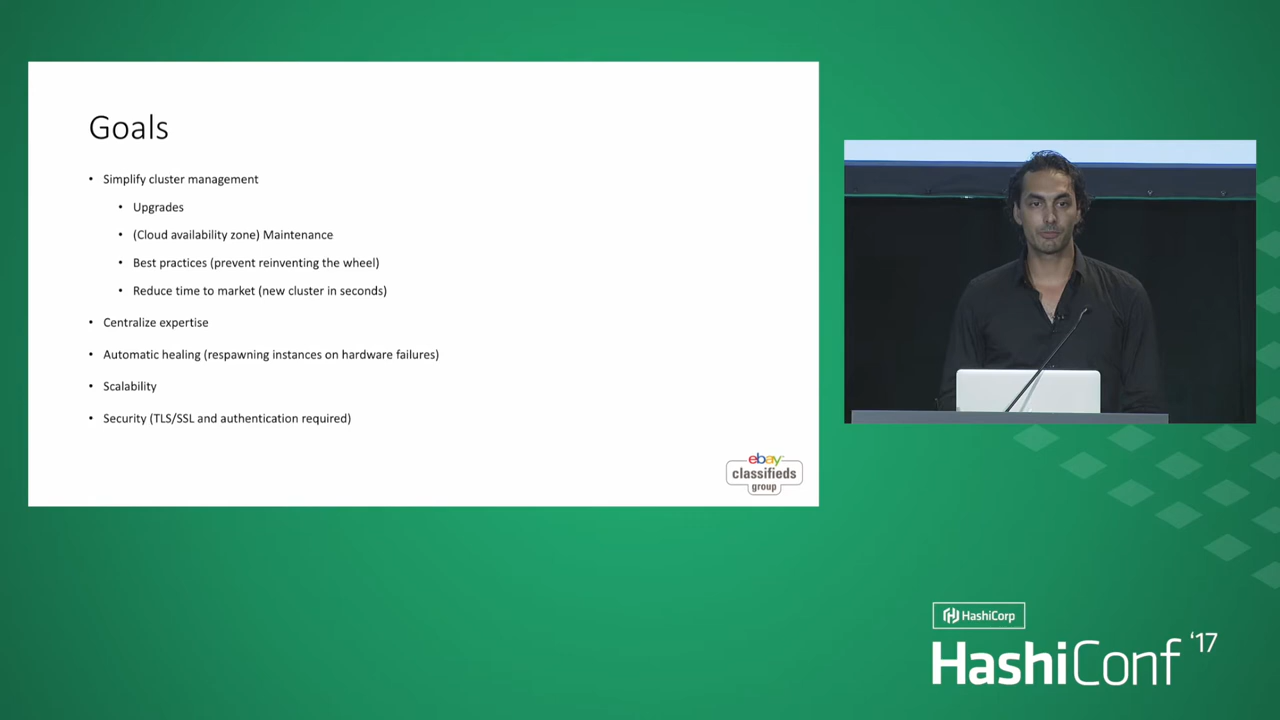 Goals
• Simplify cluster management
• Upgrades
• (Cloud availability zone) Maintenance
• Best practices (prevent reinventing the wheel)
• Reduce time to market (new cluster in seconds)
• Centralize expertise
• Automatic healing (respawning instances on hardware failures)
• Scalability
• Security (TLS/SSL and authentication required)
ebay
classifieds
group
HashiCorp
HashiConf '17